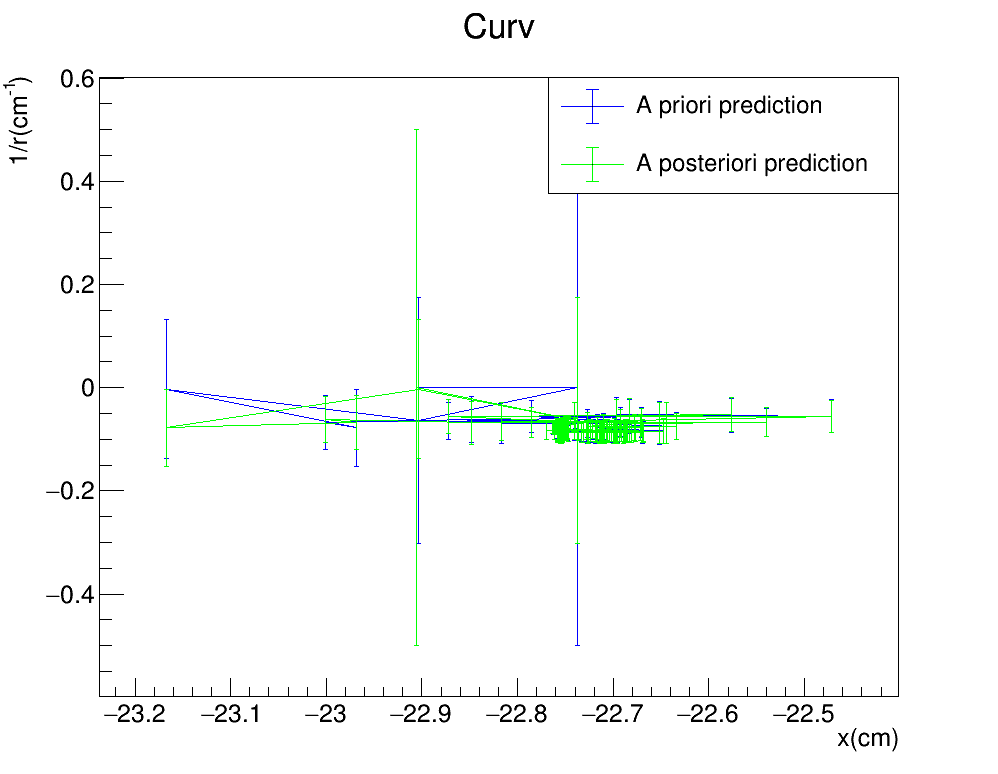 Curv
1/r(cm⁻¹)
A priori prediction
A posteriori prediction
0.6
0.4
0.2
0
−0.2
−0.4
−23.2 −23.1 −23 −22.9 −22.8 −22.7 −22.6 −22.5
x(cm)